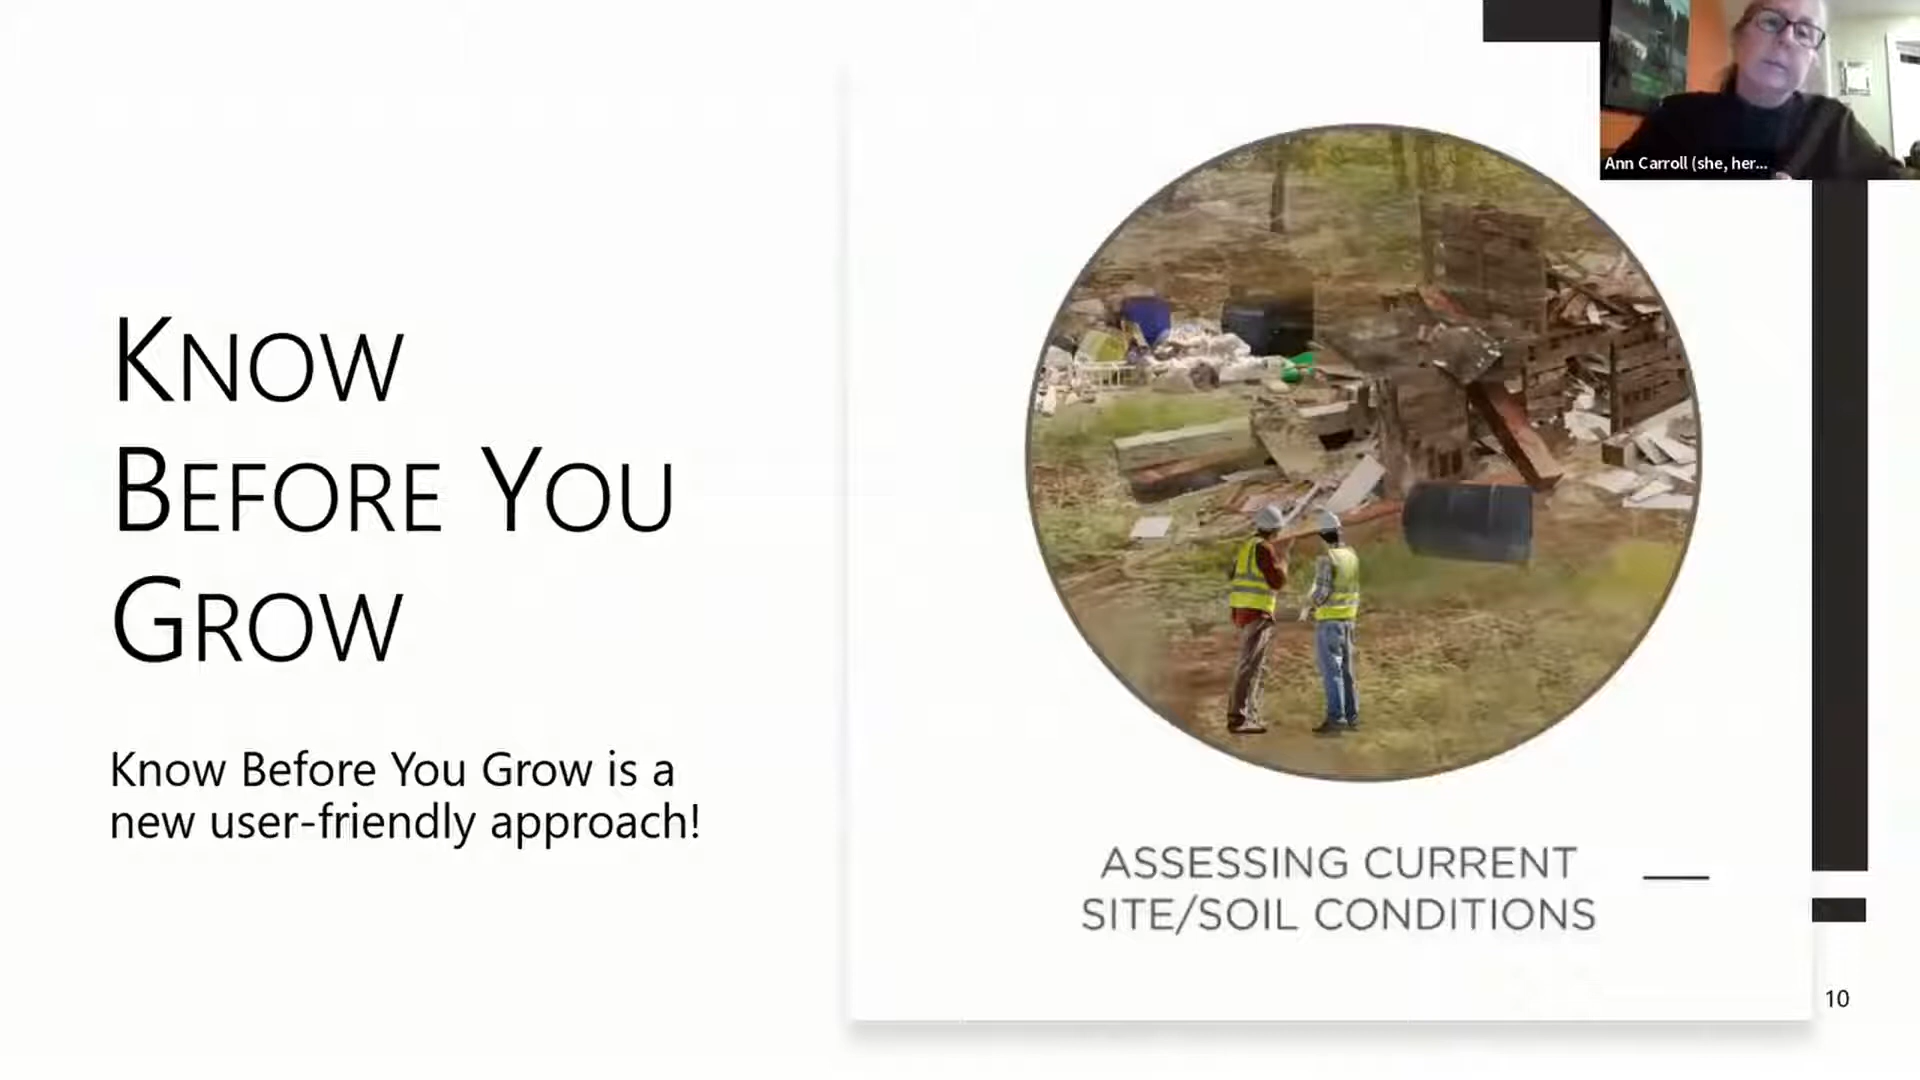 Ann Carroll (she, her...
KNOW
BEFORE YOU
GROW
Know Before You Grow is a
new user-friendly approach!
ASSESSING CURRENT
SITE/SOIL CONDITIONS
10